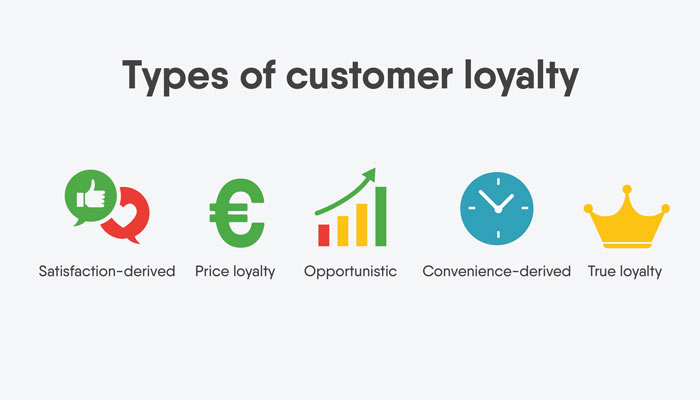 Types of customer loyalty
Satisfaction-derived
Price loyalty
Opportunistic
Convenience-derived
True loyalty